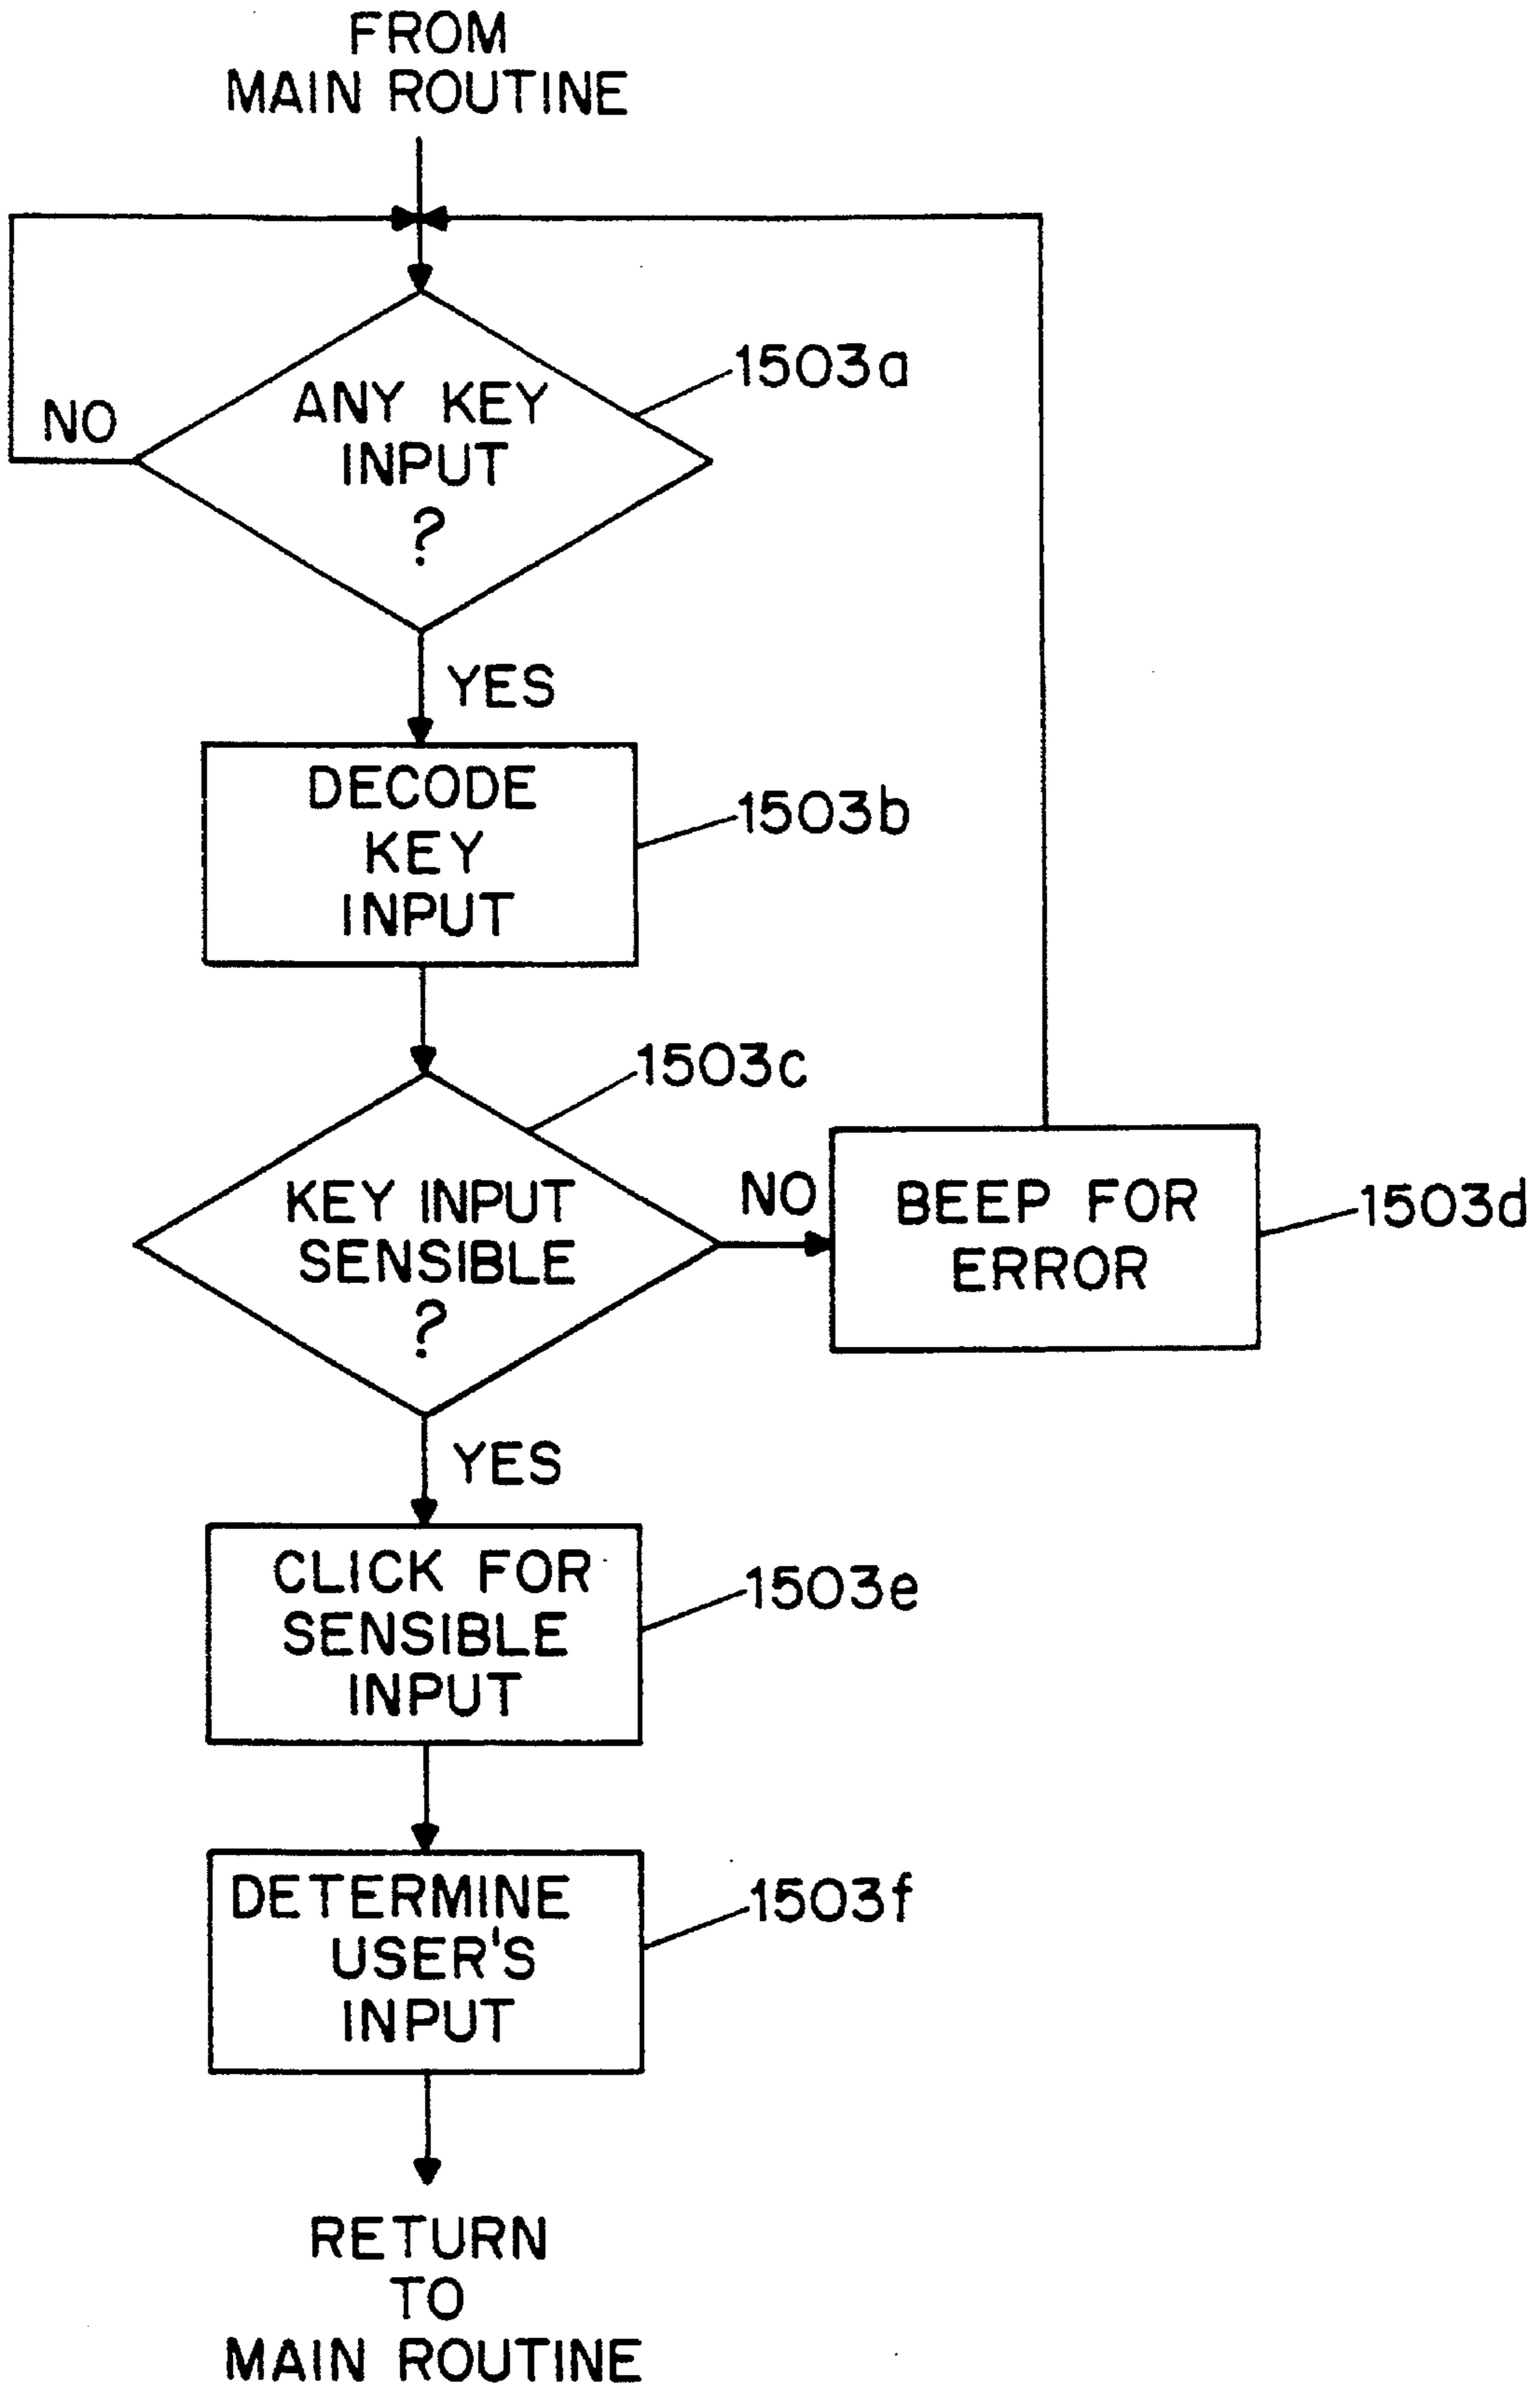 FROM
MAIN ROUTINE
1503a
ANY KEY
INPUT
?
NO
YES
DECODE
KEY
INPUT
1503b
1503c
KEY INPUT
SENSIBLE
?
NO
BEEP FOR
ERROR
1503d
YES
CLICK FOR
SENSIBLE
INPUT
1503e
DETERMINE
USER'S
INPUT
1503f
RETURN
TO
MAIN ROUTINE